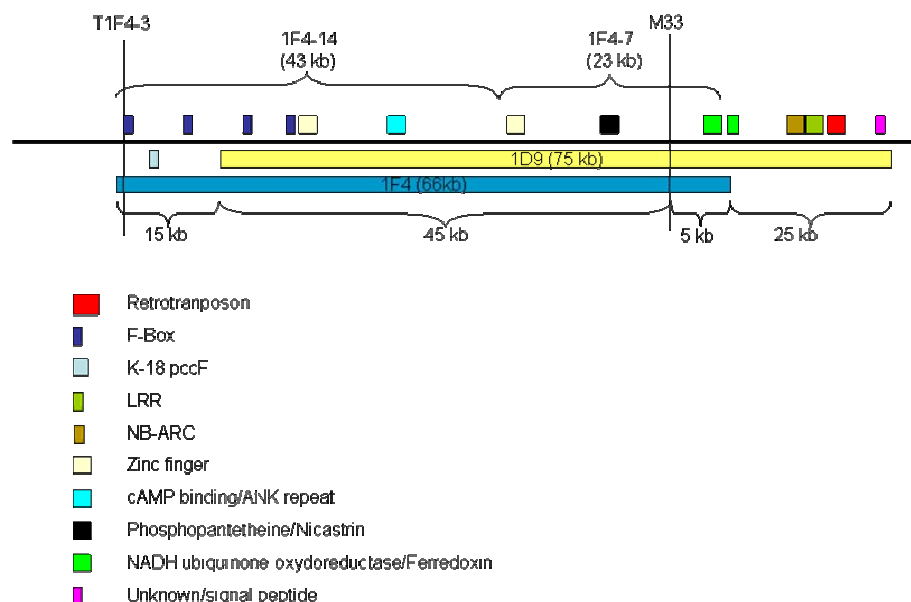 T1F4-3
M33
1F4-14
(43 kb)
1F4-7
(23 kb)
1D9 (75 kb)
1F4 (66kb)
15 kb
45 kb
5 kb
25 kb
Retrotranposon
F-Box
K-18 pccF
LRR
NB-ARC
Zinc finger
cAMP binding/ANK repeat
Phosphopantetheine/Nicastrin
NADH ubiquinone oxydoreductase/Ferredoxin
Unknown/signal peptide